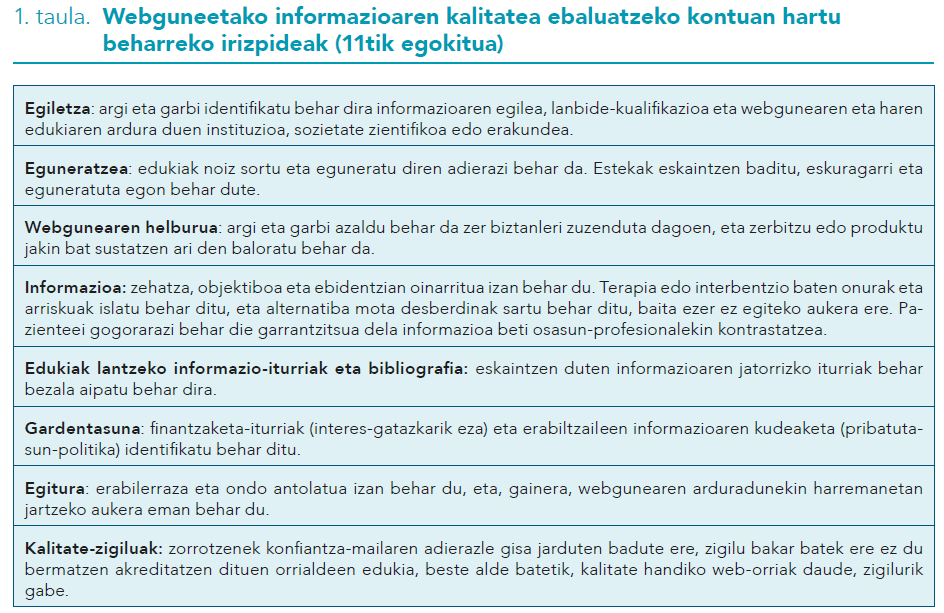 1. taula. Webguneetako informazioaren kalitatea ebaluatzeko kontuan hartu
beharreko irizpideak (11tik egokitua)
Egiletza: argi eta garbi identifikatu behar dira informazioaren egilea, lanbide-kualifikazioa eta webgunearen eta haren
edukiaren ardura duen instituzioa, sozietate zientifikoa edo erakundea.
Eguneratzea: edukiak noiz sortu eta eguneratu diren adierazi behar da. Estekak eskaintzen baditu, eskuragarri eta
eguneratuta egon behar dute.
Webgunearen helburua: argi eta garbi azaldu behar da zer biztanleri zuzenduta dagoen, eta zerbitzu edo produktu
jakin bat sustatzen ari den baloratu behar da.
Informazioa: zehatza, objektiboa eta ebidentzian oinarritua izan behar du. Terapia edo interbentzio baten onurak eta
arriskuak islatu behar ditu, eta alternatiba mota desberdinak sartu behar ditu, baita ezer ez egiteko aukera ere. Pa-
zienteei gogorarazi behar die garrantzitsua dela informazioa beti osasun-profesionalekin kontrastatzea.
Edukiak lantzeko informazio-iturriak eta bibliografia: eskaintzen duten informazioaren jatorrizko iturriak behar
bezala aipatu behar dira.
Gardentasuna: finantzaketa-iturriak (interes-gatazkarik eza) eta erabiltzaileen informazioaren kudeaketa (pribatuta-
sun-politika) identifikatu behar ditu.
Egitura: erabilerraza eta ondo antolatua izan behar du, eta, gainera, webgunearen arduradunekin harremanetan
jartzeko aukera eman behar du.
Kalitate-zigiluak: zorrotzenek konfiantza-mailaren adierazle gisa jarduten badute ere, zigilu bakar batek ere ez du
bermatzen akreditatzen dituen orrialdeen edukia, beste alde batetik, kalitate handiko web-orriak daude, zigilurik
gabe.